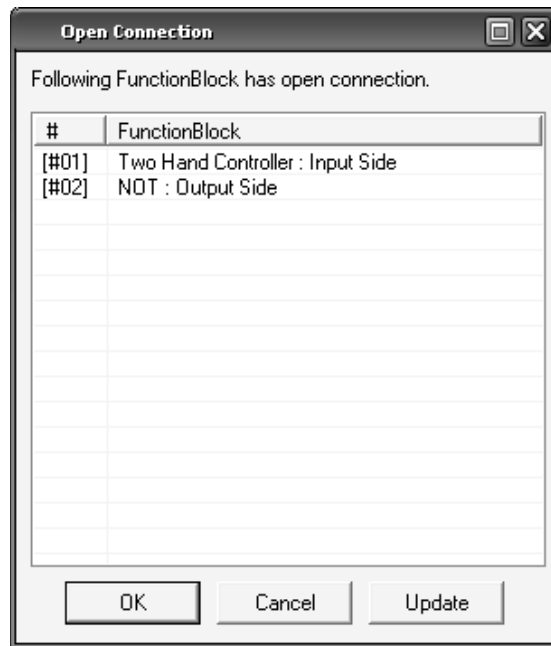 Open Connection
Following FunctionBlock has open connection.
# FunctionBlock
[#01] Two Hand Controller : Input Side
[#02] NOT : Output Side
OK Cancel Update